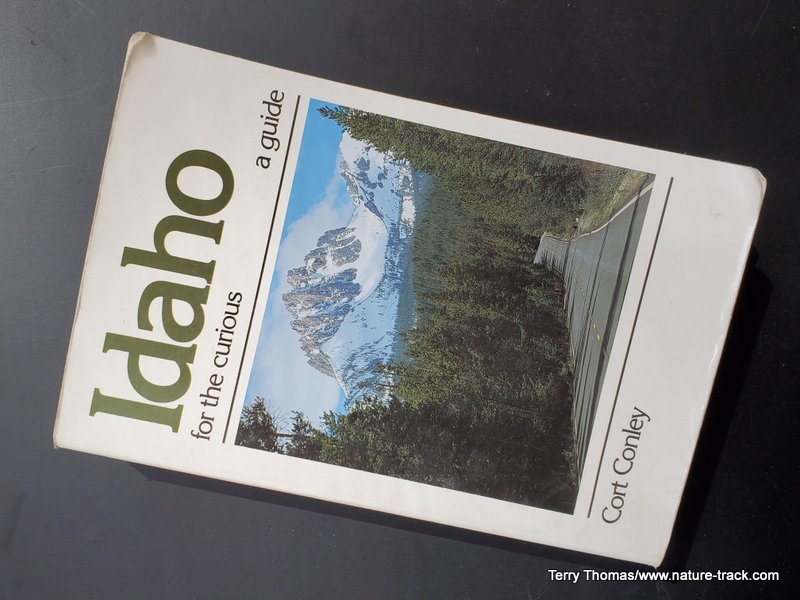 Idaho
for the curious
a guide
Cort Conley
Terry Thomas/www.nature-track.com